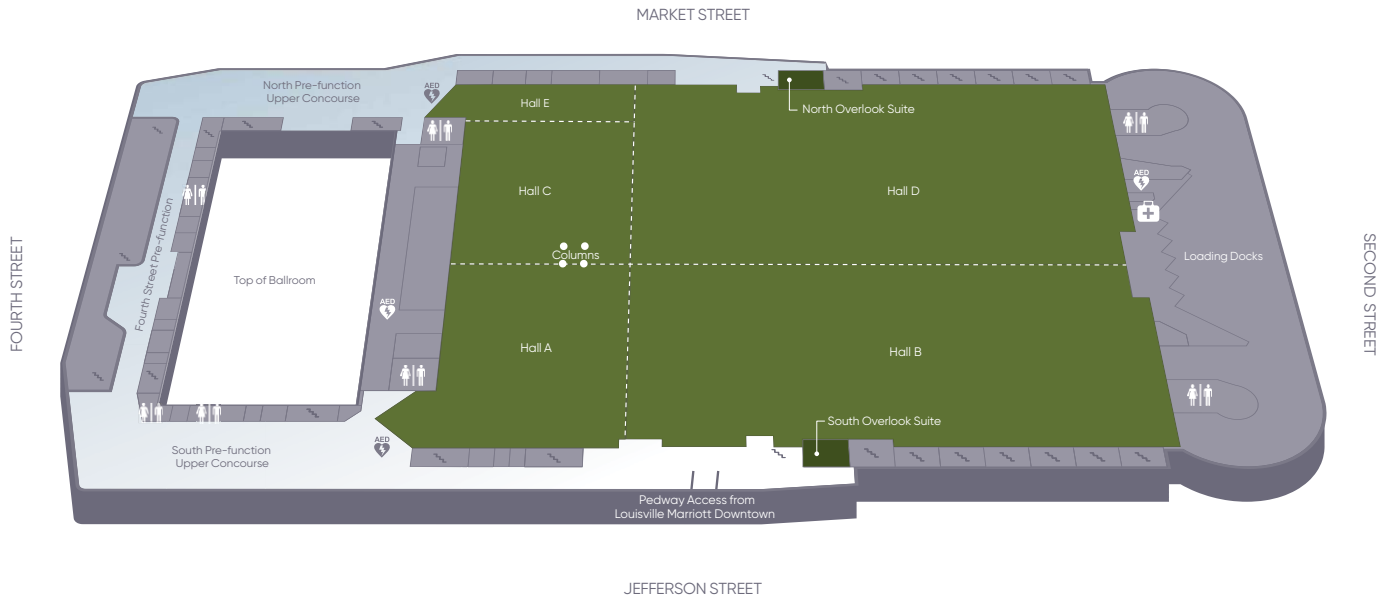 MARKET STREET
North Pre-function
Upper Concourse
AED
Hall E
North Overlook Suite
AED
Hall C
Hall D
Fourth Street Pre-function
FOURTH STREET
Columns
Loading Docks
SECOND STREET
Top of Ballroom
AED
Hall A
Hall B
South Overlook Suite
AED
South Pre-function
Upper Concourse
Pedway Access from
Louisville Marriott Downtown
JEFFERSON STREET